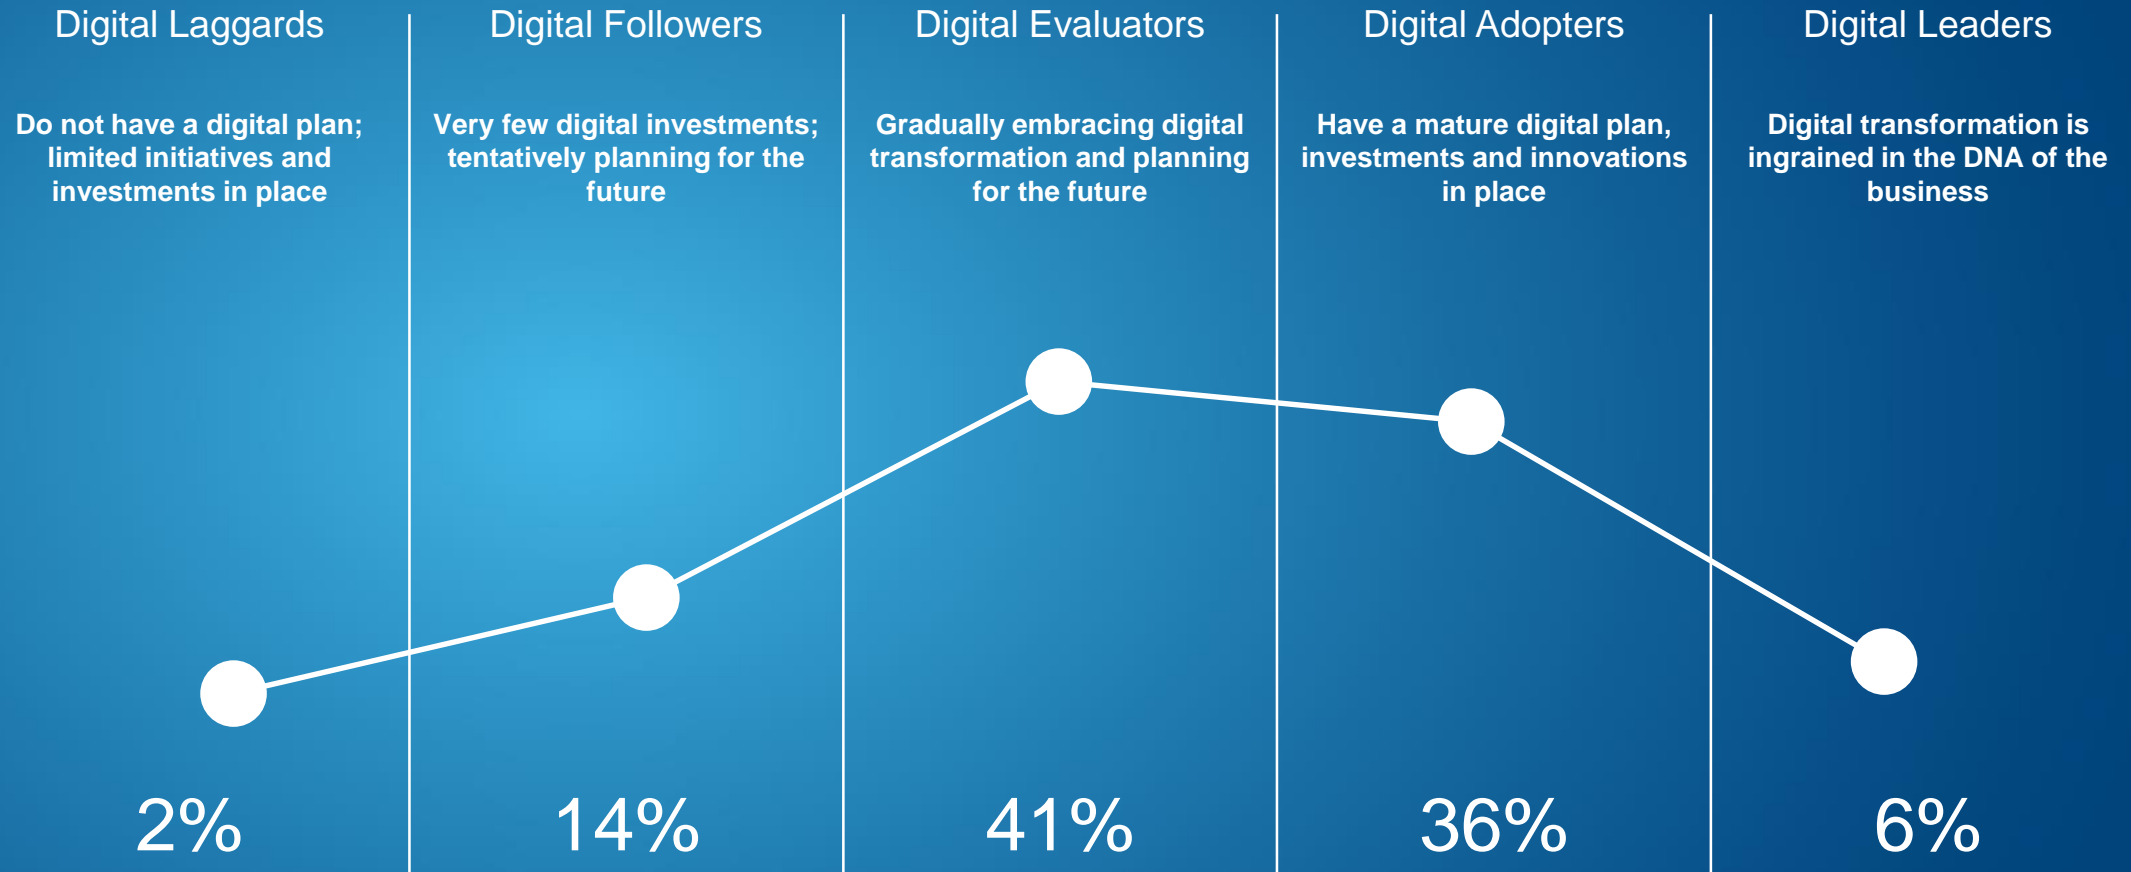 Digital Laggards
Do not have a digital plan;
limited initiatives and
investments in place
2%
Digital Followers
Very few digital investments;
tentatively planning for the
future
14%
Digital Evaluators
Gradually embracing digital
transformation and planning
for the future
41%
Digital Adopters
Have a mature digital plan,
investments and innovations
in place
36%
Digital Leaders
Digital transformation is
ingrained in the DNA of the
business
6%